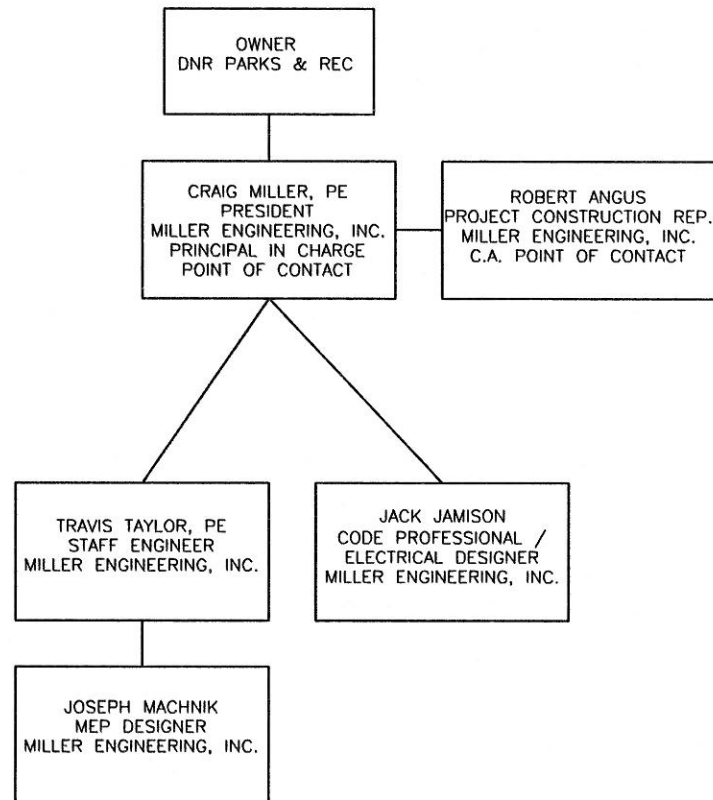 OWNER
DNR PARKS & REC
CRAIG MILLER, PE
PRESIDENT
MILLER ENGINEERING, INC.
PRINCIPAL IN CHARGE
POINT OF CONTACT
ROBERT ANGUS
PROJECT CONSTRUCTION REP.
MILLER ENGINEERING, INC.
C.A. POINT OF CONTACT
TRAVIS TAYLOR, PE
STAFF ENGINEER
MILLER ENGINEERING, INC.
JACK JAMISON
CODE PROFESSIONAL /
ELECTRICAL DESIGNER
MILLER ENGINEERING, INC.
JOSEPH MACHNIK
MEP DESIGNER
MILLER ENGINEERING, INC.